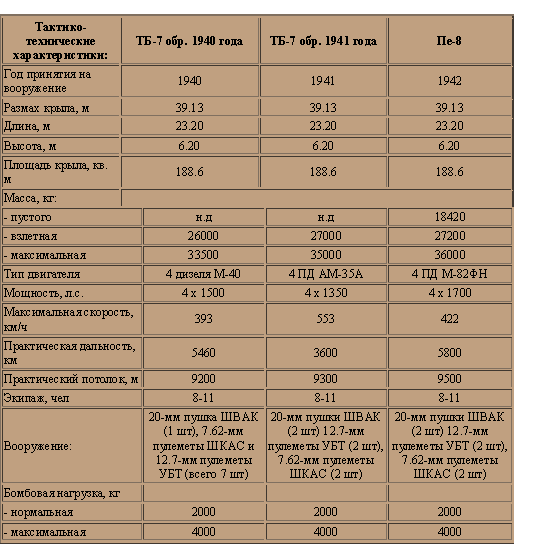 Тактико-
технические
характеристики:
ТБ-7 обр. 1940 года
ТБ-7 обр. 1941 года
Пе-8
Год принятия на
вооружение
1940
1941
1942
Размах крыла, м
39.13
39.13
39.13
Длина, м
23.20
23.20
23.20
Высота, м
6.20
6.20
6.20
Площадь крыла, кв.
м
188.6
188.6
188.6
Масса, кг:
- пустого
н.д
н.д
18420
- взлетная
26000
27000
27200
- максимальная
33500
35000
36000
Тип двигателя
4 дизеля М-40
4 ПД АМ-35А
4 ПД М-82ФН
Мощность, л.с.
4 х 1500
4 х 1350
4 х 1700
Максимальная скорость,
км/ч
393
553
422
Практическая дальность,
км
5460
3600
5800
Практический потолок, м
9200
9300
9500
Экипаж, чел
8-11
8-11
8-11
Вооружение:
20-мм пушка ШВАК
(1 шт), 7.62-мм
пулеметы ШКАС и
12.7-мм пулеметы
УБТ (всего 7 шт)
20-мм пушки ШВАК
(2 шт) 12.7-мм
пулеметы УБТ (2 шт),
7.62-мм пулеметы
ШКАС (2 шт)
20-мм пушки ШВАК
(2 шт) 12.7-мм
пулеметы УБТ (2 шт),
7.62-мм пулеметы
ШКАС (2 шт)
Бомбовая нагрузка, кг
- нормальная
2000
2000
2000
- максимальная
4000
4000
4000